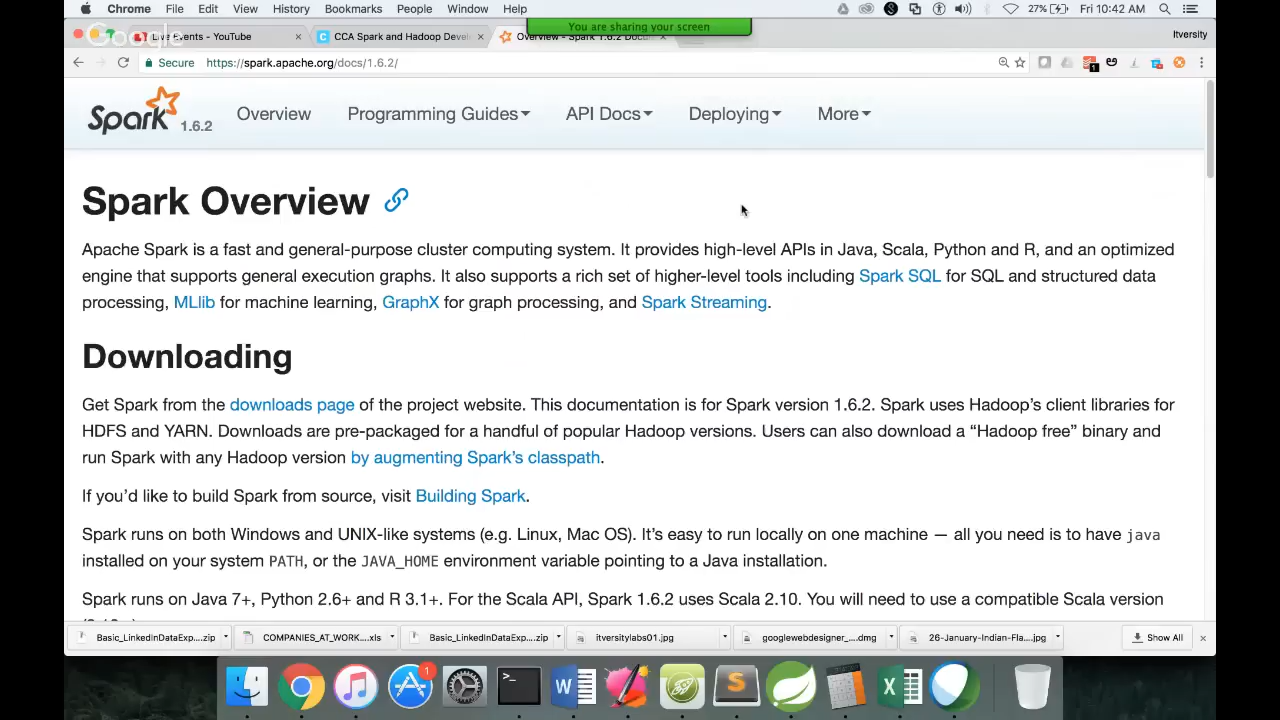 Chrome File Edit View History Bookmarks People Window Help 27% Fri 10:42 AM
You are sharing your screen
Google
Live Events - YouTube × CCA Spark and Hadoop Devel × Overview - Spark 1.6.2 Docu × Itversity
Secure https://spark.apache.org/docs/1.6.2/ 1
Spark 1.6.2 Overview Programming Guides API Docs Deploying More
Spark Overview
Apache Spark is a fast and general-purpose cluster computing system. It provides high-level APIs in Java, Scala, Python and R, and an optimized
engine that supports general execution graphs. It also supports a rich set of higher-level tools including Spark SQL for SQL and structured data
processing, MLlib for machine learning, GraphX for graph processing, and Spark Streaming.
Downloading
Get Spark from the downloads page of the project website. This documentation is for Spark version 1.6.2. Spark uses Hadoop's client libraries for
HDFS and YARN. Downloads are pre-packaged for a handful of popular Hadoop versions. Users can also download a “Hadoop free” binary and
run Spark with any Hadoop version by augmenting Spark's classpath.
If you'd like to build Spark from source, visit Building Spark.
Spark runs on both Windows and UNIX-like systems (e.g. Linux, Mac OS). It's easy to run locally on one machine — all you need is to have java
installed on your system PATH, or the JAVA_HOME environment variable pointing to a Java installation.
Spark runs on Java 7+, Python 2.6+ and R 3.1+. For the Scala API, Spark 1.6.2 uses Scala 2.10. You will need to use a compatible Scala version
Basic_LinkedInDataExp....zip COMPANIES_AT_WORK....xls Basic_LinkedInDataExp....zip itversitylabs01.jpg googlewebdesigner_....dmg 26-January-Indian-Fla....jpg Show All ×
1